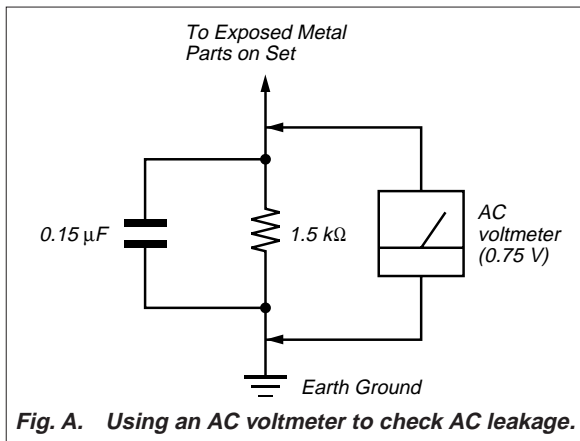 To Exposed Metal
Parts on Set
0.15 μF
1.5 kΩ
AC
voltmeter
(0.75 V)
Earth Ground
Fig. A. Using an AC voltmeter to check AC leakage.